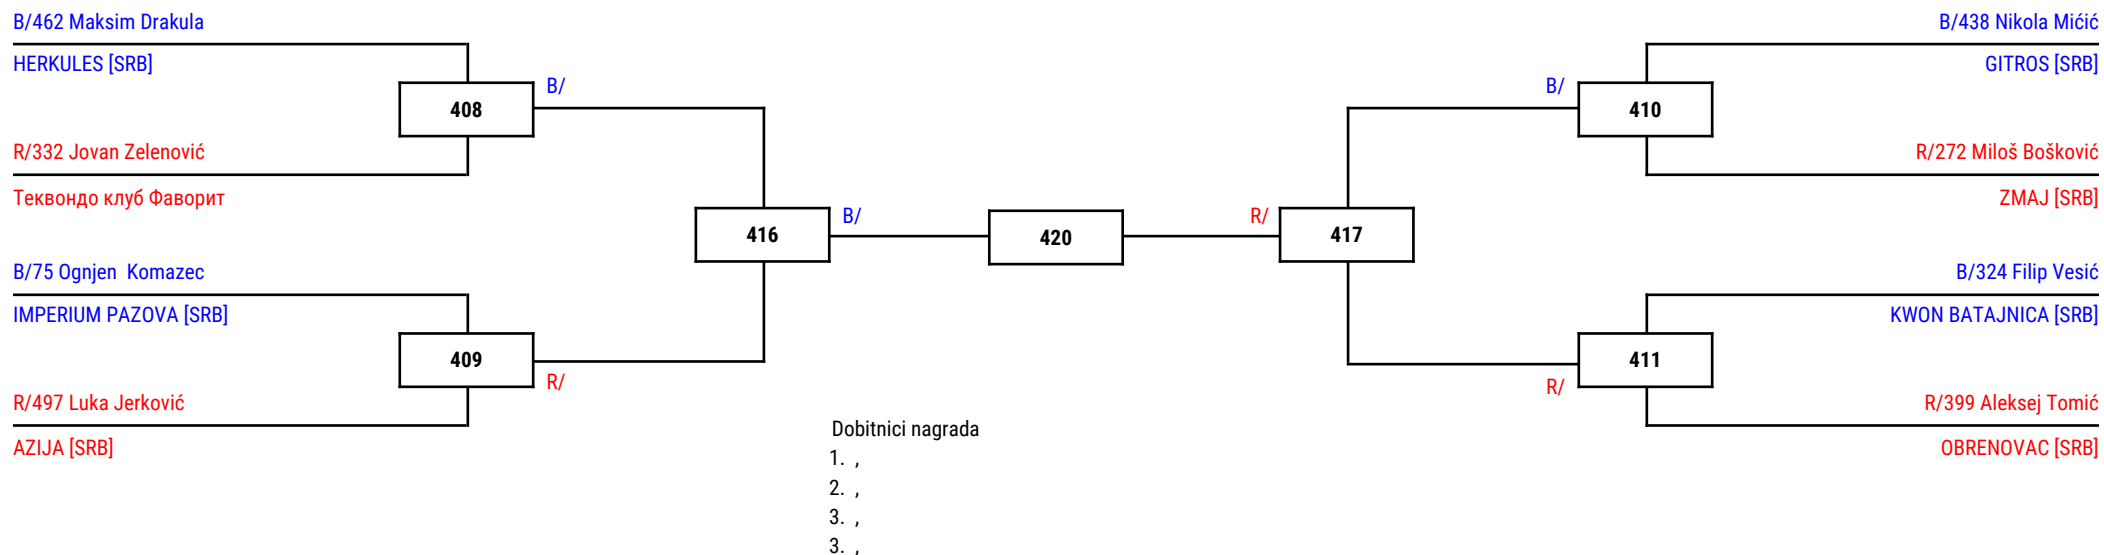 B/462 Maksim Drakula
HERKULES [SRB]
408
B/
R/332 Jovan Zelenović
Теквондо клуб Фаворит
416
B/
B/75 Ognjen  Komazec
IMPERIUM PAZOVA [SRB]
409
R/
R/497 Luka Jerković
AZIJA [SRB]
420
B/438 Nikola Mićić
GITROS [SRB]
B/
410
R/272 Miloš Bošković
ZMAJ [SRB]
R/
417
B/324 Filip Vesić
KWON BATAJNICA [SRB]
411
R/
R/399 Aleksej Tomić
OBRENOVAC [SRB]
Dobitnici nagrada
1. ,
2. ,
3. ,
3. ,